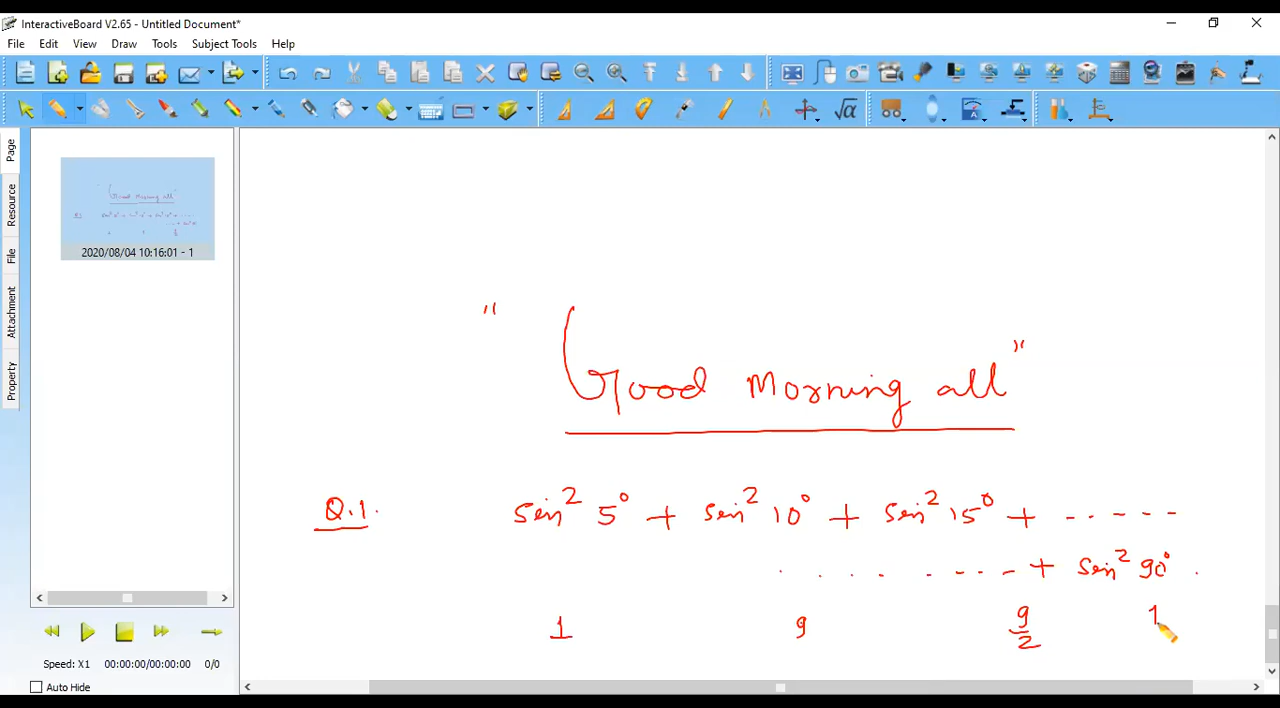 InteractiveBoard V2.65 - Untitled Document*
File Edit View Draw Tools Subject Tools Help
Page
Resource
File
Attachment
Property
2020/08/04 10:16:01 - 1
" Good Morning all "
Q.1. sin² 5° + sin² 10° + sin² 15° + ......
......... + sin² 90° .
1 9 9/2 1
Speed: X1 00:00:00/00:00:00 0/0
Auto Hide